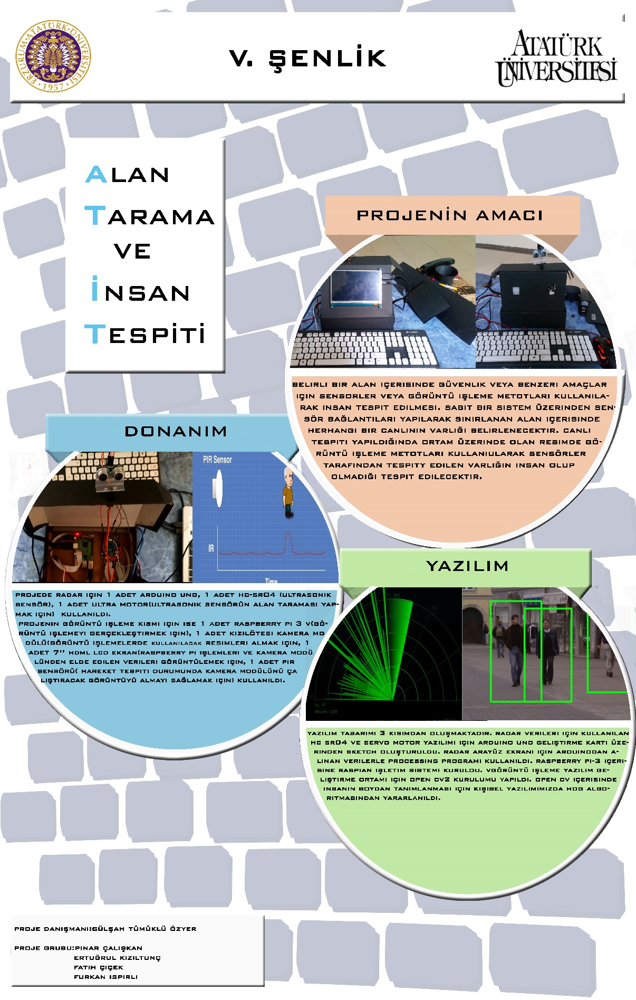 ERZURUM·ATATÜRK·ÜNİVERSİTESİ
·1957·
V. ŞENLİK
ATATÜRK
ÜNİVERSİTESİ
ALAN
TARAMA
VE
İNSAN
TESPİTİ
PROJENİN AMACI
BELIRLI BIR ALAN IÇERISINDE GÜVENLIK VEYA BENZERI AMAÇLAR
IÇIN SENSORLER VEYA GÖRÜNTÜ IŞLEME METOTLARI KULLANILA-
RAK INSAN TESPIT EDILMESI. SABIT BIR SISTEM ÜZERINDEN SEN-
SÖR BAĞLANTILARI YAPILARAK SINIRLANAN ALAN IÇERISINDE
HERHANGI BIR CANLININ VARLIĞI BELIRLENECEKTIR. CANLI
TESPITI YAPILDIĞINDA ORTAM ÜZERINDE OLAN RESIMDE GÖ-
RÜNTÜ IŞLEME METOTLARI KULLANIULARAK SENSÖRLER
TARAFINDAN TESPITY EDILEN VARLIĞIN INSAN OLUP
OLMADIĞI TESPIT EDILECEKTIR.
DONANIM
PIR Sensor
IR
Time
PROJEDE RADAR IÇIN 1 ADET ARDUINO UNO, 1 ADET HC-SR04 (ULTRASONIK
SENSÖR), 1 ADET ULTRA MOTOR(ULTRASONIK SENSÖRÜN ALAN TARAMASI YAP-
MAK IÇIN) KULLANILDI.
PROJENIN GÖRÜNTÜ IŞLEME KISMI IÇIN ISE 1 ADET RASPBERRY PI 3 V(GÖ-
RÜNTÜ IŞLEMEYI GERÇEKLEŞTIRMEK IÇIN), 1 ADET KIZILÖTESI KAMERA MO
DÜLÜ(GÖRÜNTÜ IŞLEMELERDE KULLANILACAK RESIMLERI ALMAK IÇIN, 1
ADET 7'' HDML LCD EKRAN(RASPBERRY PI IŞLEMLERI VE KAMERA MODÜ
LÜNDEN ELDE EDILEN VERILERI GÖRÜNTÜLEMEK IÇIN, 1 ADET PIR
SENSÖRÜ( HAREKET TESPITI DURUMUNDA KAMERA MODÜLÜNÜ ÇA
LIŞTIRACAK GÖRÜNTÜYÜ ALMAYI SAĞLAMAK IÇIN) KULLANILDI.
YAZILIM
Mesafe: 1208
YAZILIM TASARIMI 3 KISIMDAN OLUŞMAKTADIR. RADAR VERILERI IÇIN KULLANILAN
HC SR04 VE SERVO MOTOR YAZILIMI IÇIN ARDUINO UNO GELIŞTIRME KARTI ÜZE-
RINDEN SKETCH OLUŞTURULDU. RADAR ARAYÜZ EKRANI IÇIN ARDUINODAN A-
LINAN VERILERLE PROCESSING PROGRAMI KULLANILDI. RASPBERRY PI-3 IÇERI-
SINE RASPIAN IŞLETIM SISTEMI KURULDU. VGÖRÜNTÜ IŞLEME YAZILIM GE-
LIŞTIRME ORTAMI IÇIN OPEN CV2 KURULUMU YAPILDI. OPEN CV IÇERISINDE
INSANIN BOYDAN TANIMLANMASI IÇIN KIŞISEL YAZILIMIMIZDA HOG ALGO-
RITMASINDAN YARARLANILDI.
PROJE DANIŞMANI:GÜLŞAH TÜMÜKLÜ ÖZYER
PROJE GRUBU:PINAR ÇALIŞKAN
ERTUĞRUL KIZILTUNÇ
FATIH ÇIÇEK
FURKAN ISPIRLI